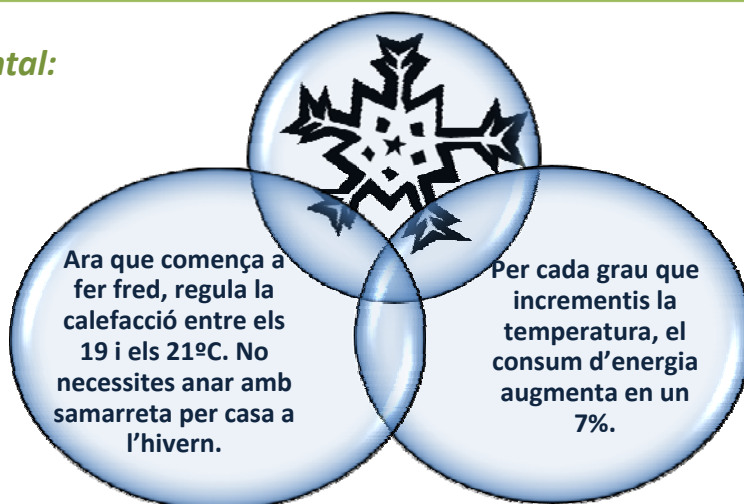 ntal:
Ara que comença a
fer fred, regula la
calefacció entre els
19 i els 21ºC. No
necessites anar amb
samarreta per casa a
l’hivern.
Per cada grau que
incrementis la
temperatura, el
consum d’energia
augmenta en un
7%.